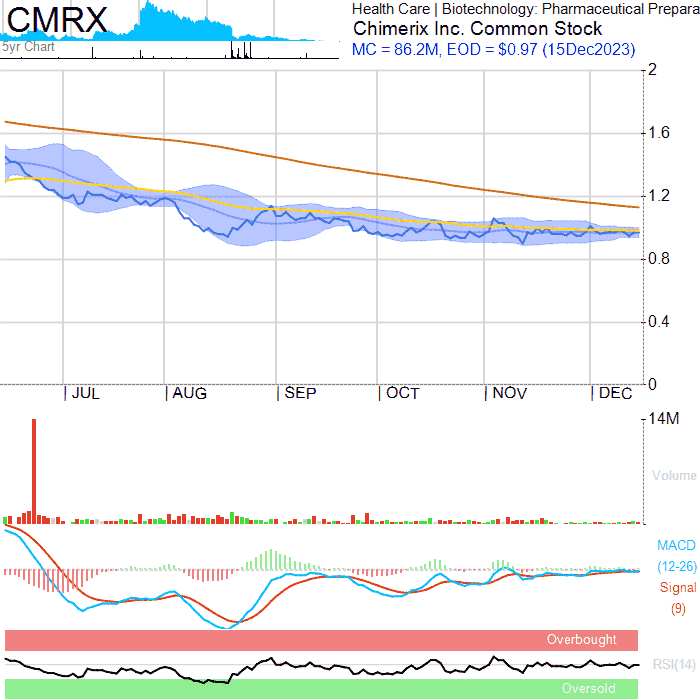 CMRX
5yr Chart
Health Care | Biotechnology: Pharmaceutical Prepara
Chimerix Inc. Common Stock
MC = 86.2M, EOD = $0.97 (15Dec2023)
2
1.6
1.2
0.8
0.4
0
| JUL | AUG | SEP | OCT | NOV | DEC
14M
Volume
MACD
(12-26)
Signal
(9)
Overbought
RSI(14)
Oversold